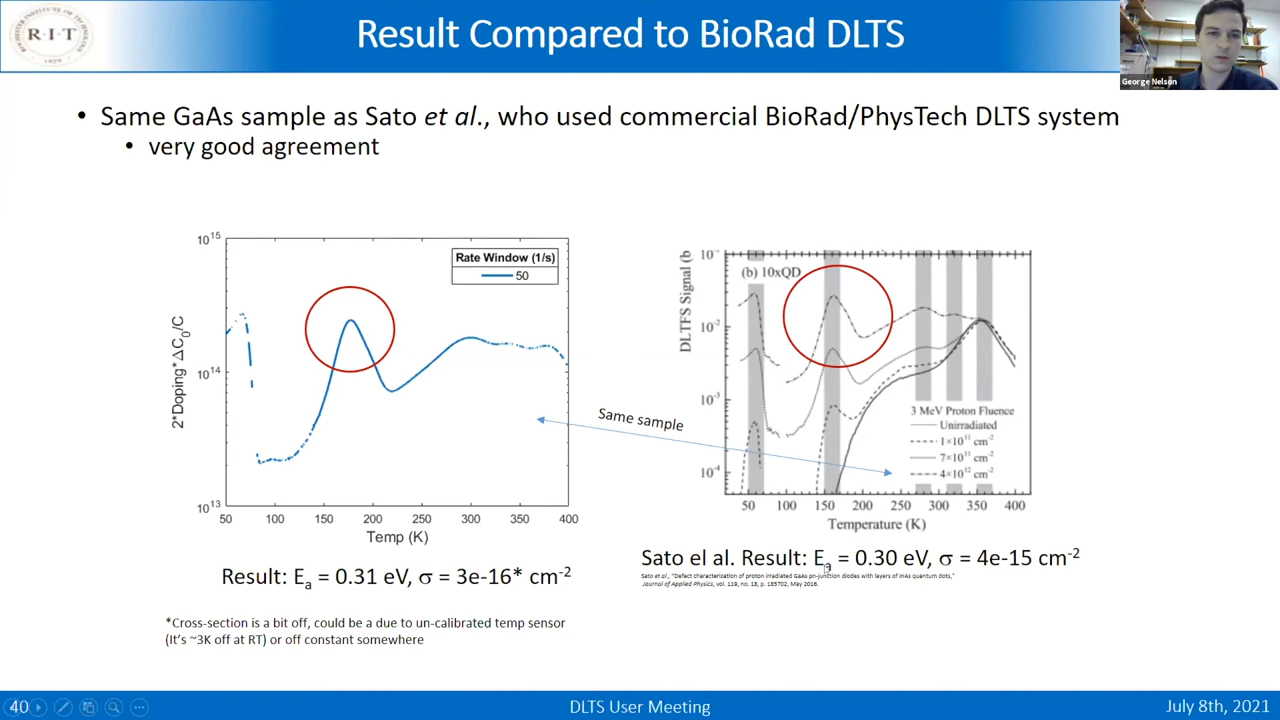 Result Compared to BioRad DLTS
R·I·T
George Nelson
• Same GaAs sample as Sato et al., who used commercial BioRad/PhysTech DLTS system
• very good agreement
2*Doping*ΔC0/C
10^15
10^14
10^13
Rate Window (1/s)
50
50 100 150 200 250 300 350 400
Temp (K)
Same sample
DLTFS Signal (b
10^-2
10^-3
10^-4
(b) 10xQD
3 MeV Proton Fluence
Unirradiated
1×10^11 cm^-2
7×10^11 cm^-2
4×10^12 cm^-2
50 100 150 200 250 300 350 400
Temperature (K)
Result: Ea = 0.31 eV, σ = 3e-16* cm^-2
Sato el al. Result: Ea = 0.30 eV, σ = 4e-15 cm^-2
Sato et al., "Defect characterization of proton irradiated GaAs pn-junction diodes with layers of InAs quantum dots,"
Journal of Applied Physics, vol. 119, no. 18, p. 185702, May 2016.
*Cross-section is a bit off, could be a due to un-calibrated temp sensor
(It's ~3K off at RT) or off constant somewhere
40
DLTS User Meeting
July 8th, 2021